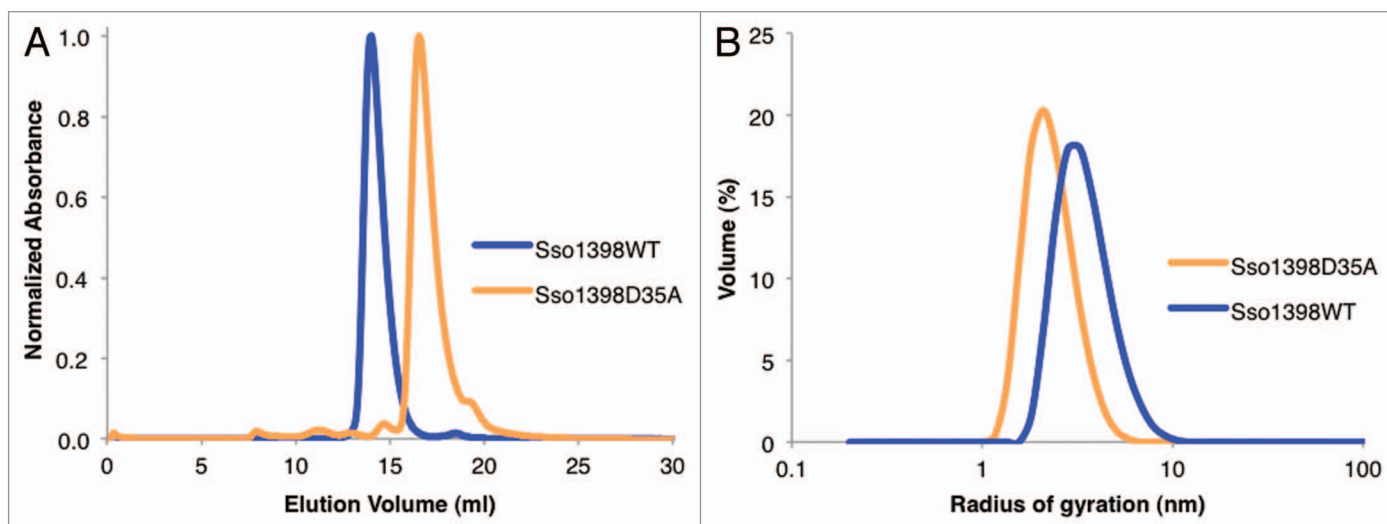 A
Normalized Absorbance
1.0
0.8
0.6
0.4
0.2
0.0
0
5
10
15
20
25
30
Elution Volume (ml)
Sso1398WT
Sso1398D35A
B
Volume (%)
25
20
15
10
5
0
0.1
1
10
100
Radius of gyration (nm)
Sso1398D35A
Sso1398WT